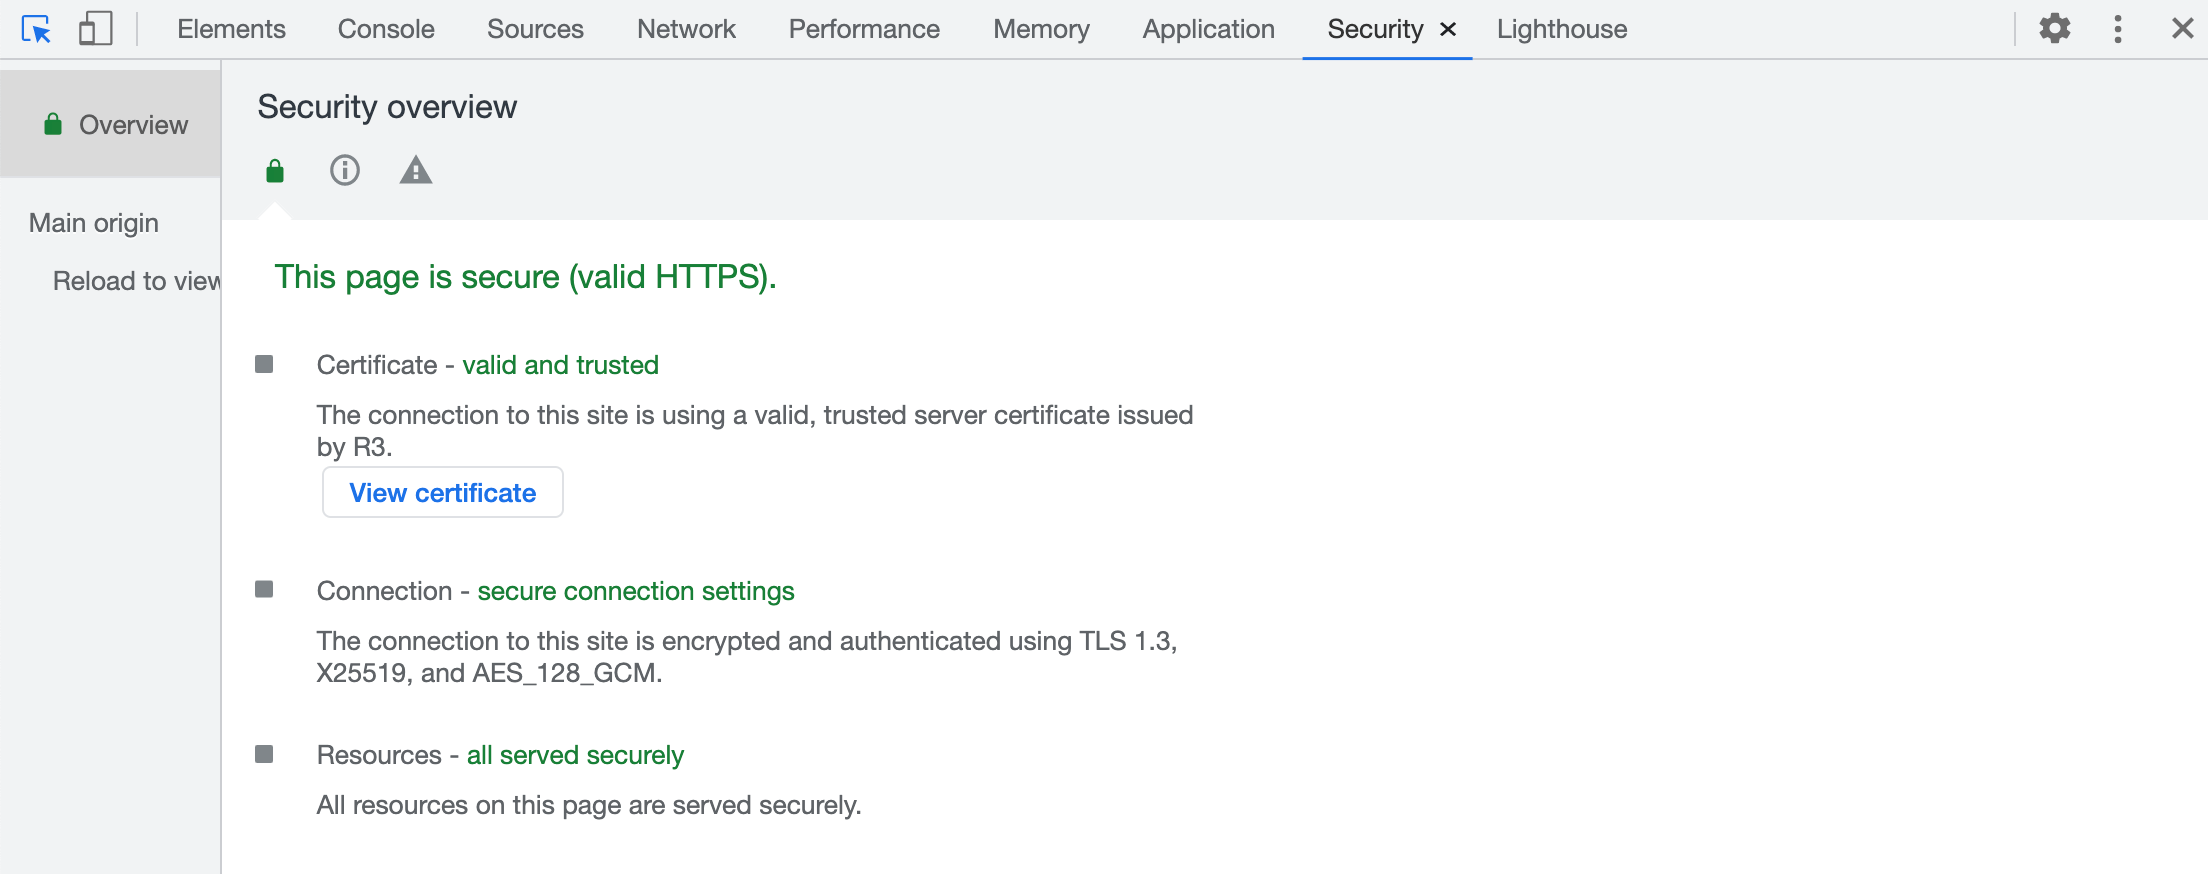 Elements Console Sources Network Performance Memory Application Security Lighthouse
Overview
Main origin
Reload to view
Security overview
This page is secure (valid HTTPS).
Certificate - valid and trusted
The connection to this site is using a valid, trusted server certificate issued
by R3.
View certificate
Connection - secure connection settings
The connection to this site is encrypted and authenticated using TLS 1.3,
X25519, and AES_128_GCM.
Resources - all served securely
All resources on this page are served securely.